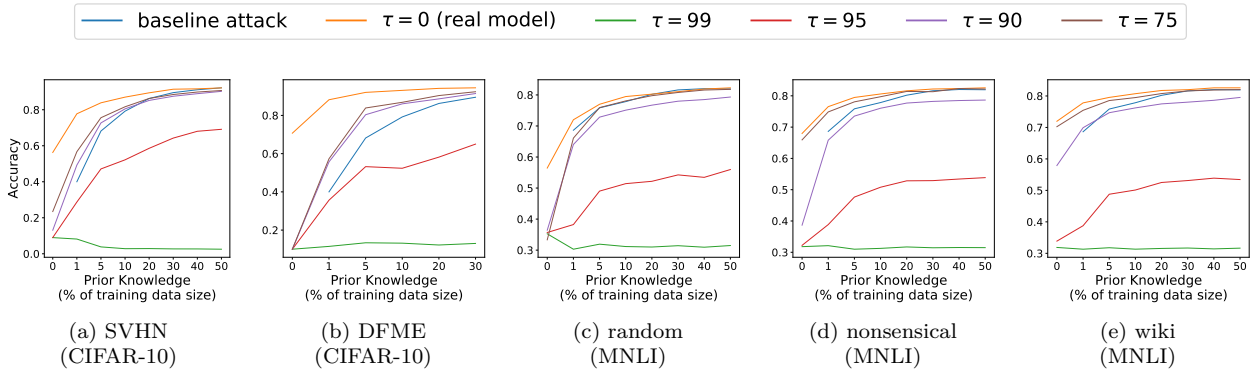 baseline attack τ = 0 (real model) τ = 99 τ = 95 τ = 90 τ = 75
Accuracy
0.8
0.6
0.4
0.2
0.0
0 1 5 10 20 30 40 50
Prior Knowledge
(% of training data size)
(a) SVHN
(CIFAR-10)
0.8
0.6
0.4
0.2
0 1 5 10 20 30
Prior Knowledge
(% of training data size)
(b) DFME
(CIFAR-10)
0.8
0.7
0.6
0.5
0.4
0.3
0 1 5 10 20 30 40 50
Prior Knowledge
(% of training data size)
(c) random
(MNLI)
0.8
0.7
0.6
0.5
0.4
0.3
0 1 5 10 20 30 40 50
Prior Knowledge
(% of training data size)
(d) nonsensical
(MNLI)
0.8
0.7
0.6
0.5
0.4
0.3
0 1 5 10 20 30 40 50
Prior Knowledge
(% of training data size)
(e) wiki
(MNLI)